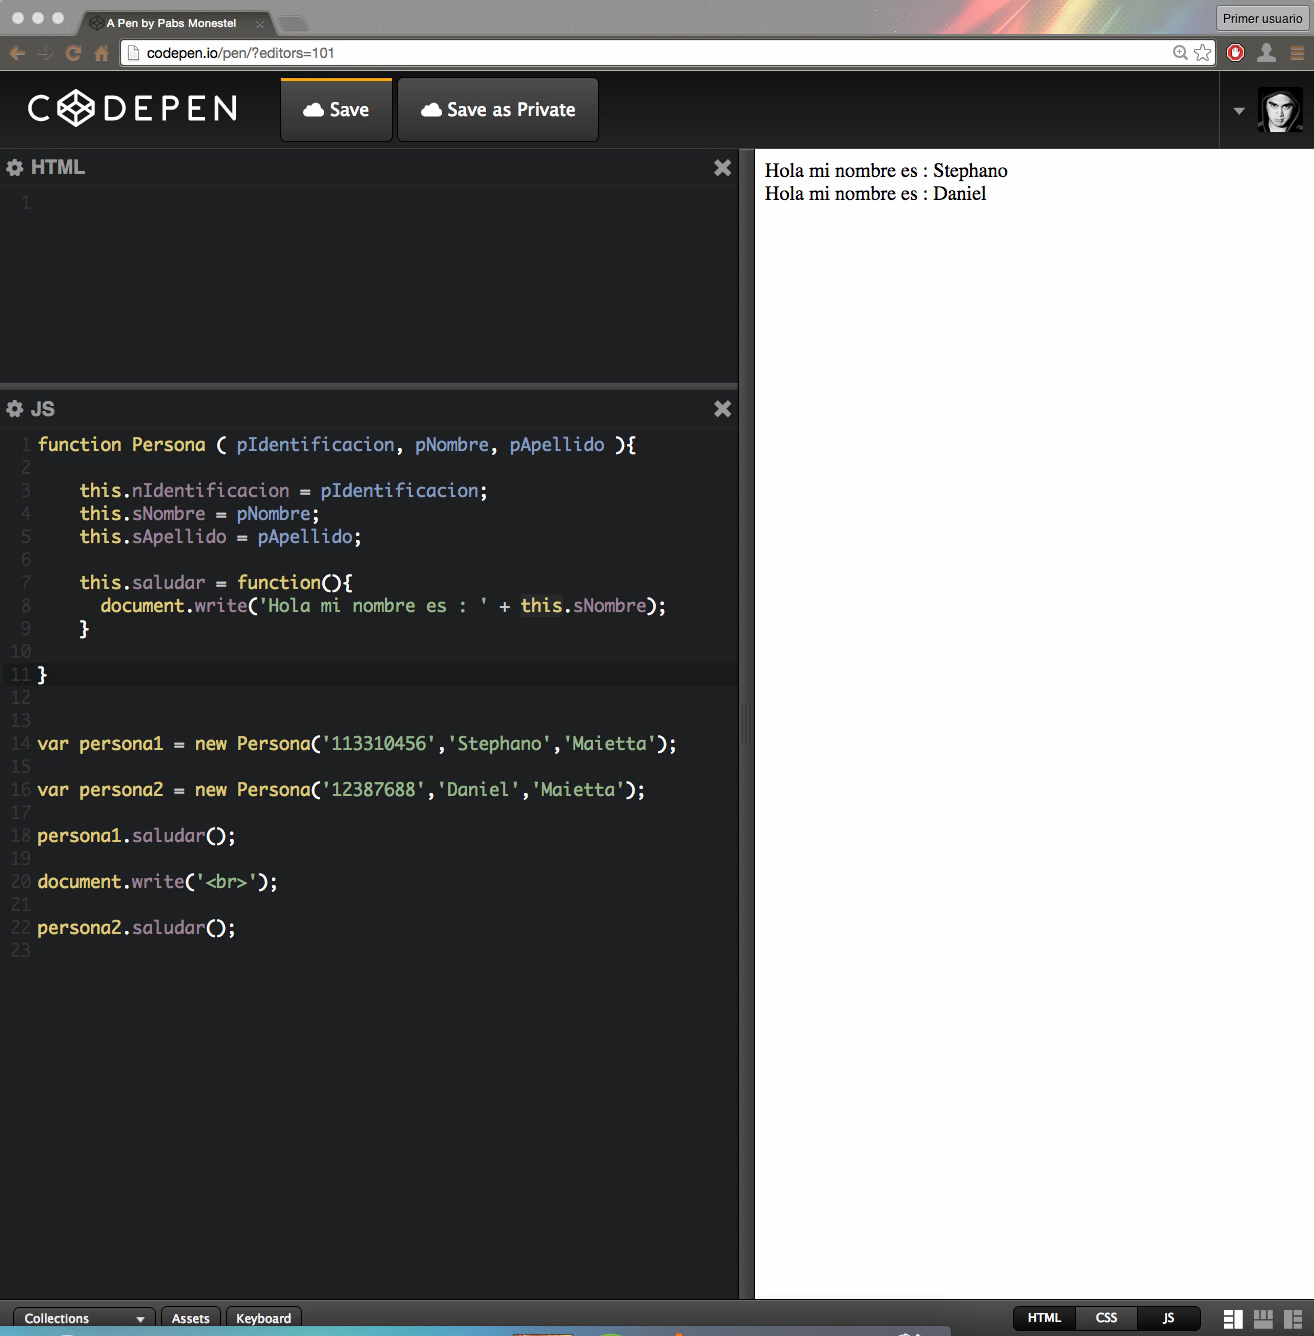 A Pen by Pabs Monestel
Primer usuario
codepen.io/pen/?editors=101
CODEPEN
Save
Save as Private
HTML
1
Hola mi nombre es : Stephano
Hola mi nombre es : Daniel
JS
1 function Persona ( pIdentificacion, pNombre, pApellido ){
2
3 this.nIdentificacion = pIdentificacion;
4 this.sNombre = pNombre;
5 this.sApellido = pApellido;
6
7 this.saludar = function(){
8 document.write('Hola mi nombre es : ' + this.sNombre);
9 }
10
11 }
12
13
14 var persona1 = new Persona('113310456','Stephano','Maietta');
15
16 var persona2 = new Persona('12387688','Daniel','Maietta');
17
18 persona1.saludar();
19
20 document.write('<br>');
21
22 persona2.saludar();
23
Collections
Assets
Keyboard
HTML
CSS
JS